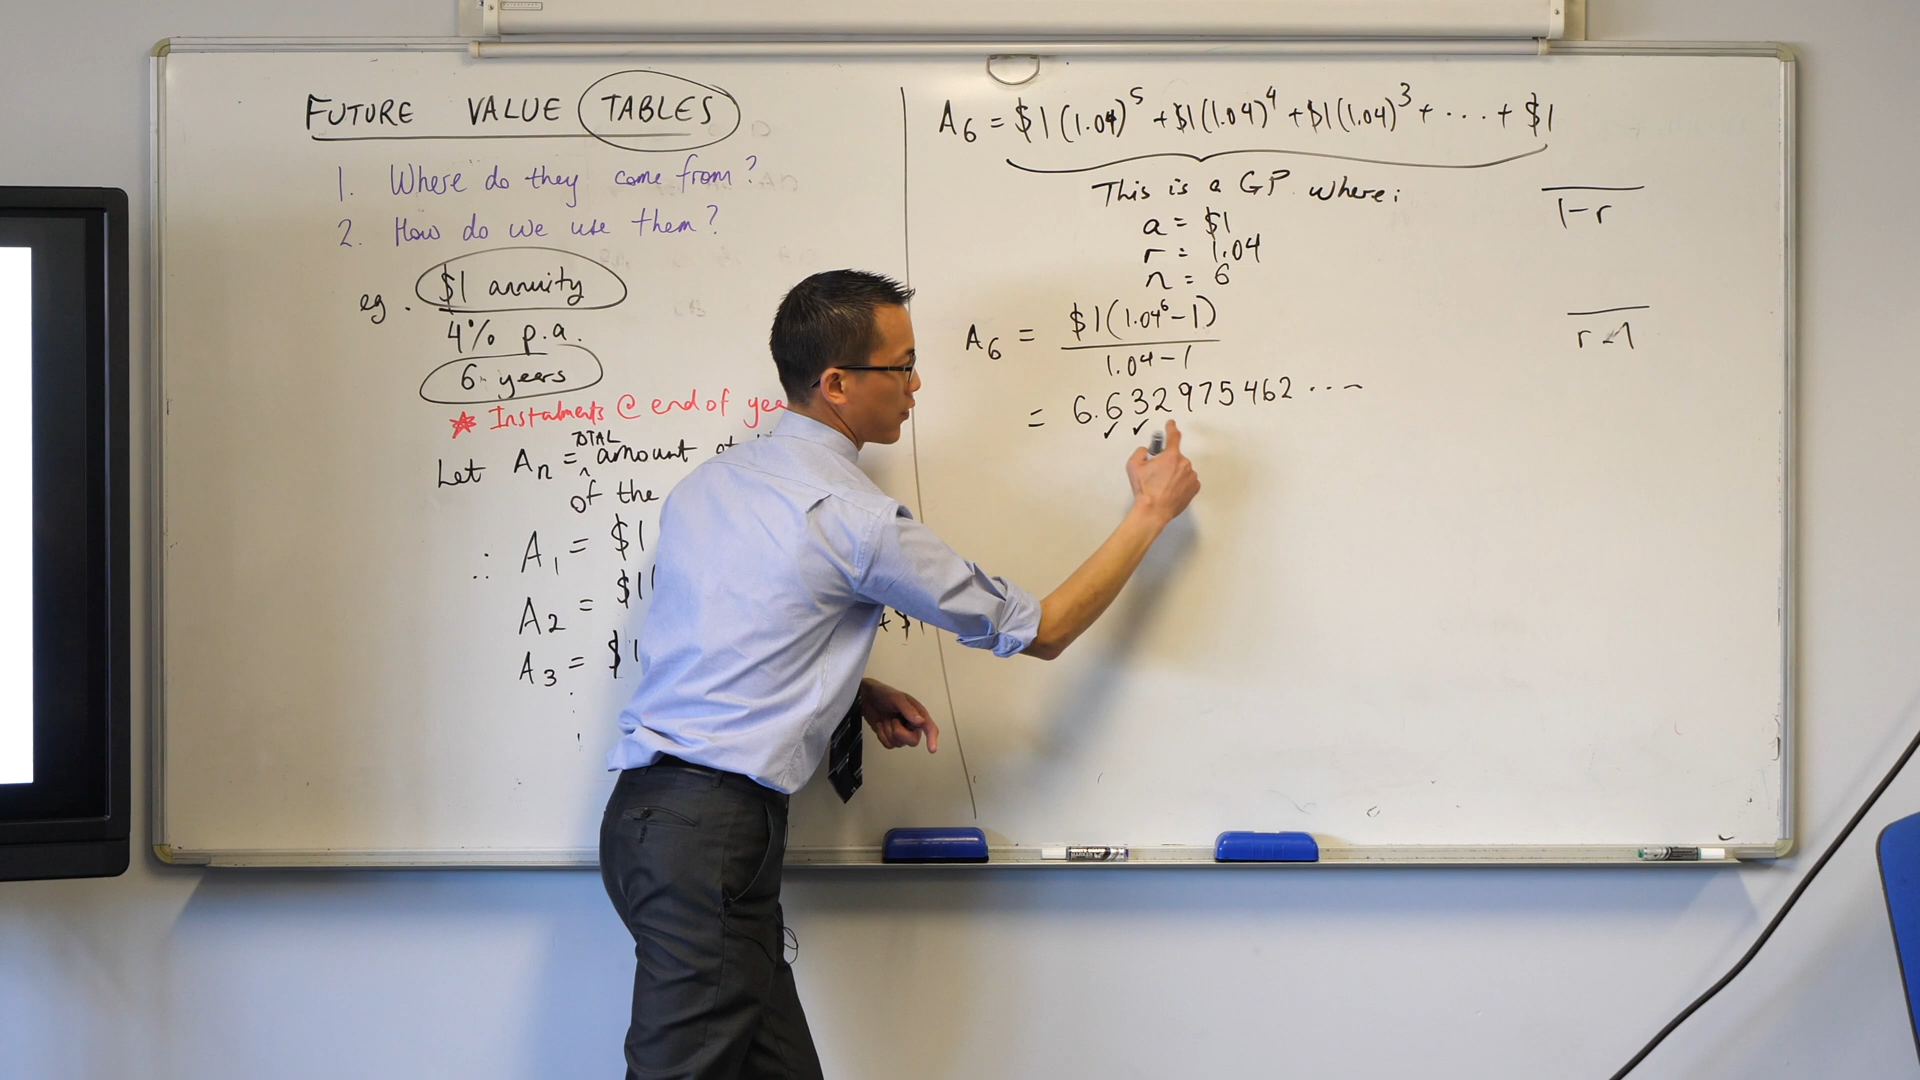 FUTURE VALUE TABLES
1. Where do they come from?
2. How do we use them?
eg. $1 annuity
4% p.a.
6 years
* Instalments @ end of yea
TOTAL
Let Aₙ = ^ amount
of the
∴ A₁ = $1
A₂ = $1(
A₃ = $1
+ $1
A₆ = $1(1.04)⁵ + $1(1.04)⁴ + $1(1.04)³ + ... + $1
This is a GP where:
a = $1
r = 1.04
n = 6
A₆ = $1(1.04⁶ - 1)
1.04 - 1
= 6.632975462...
1-r
r-1